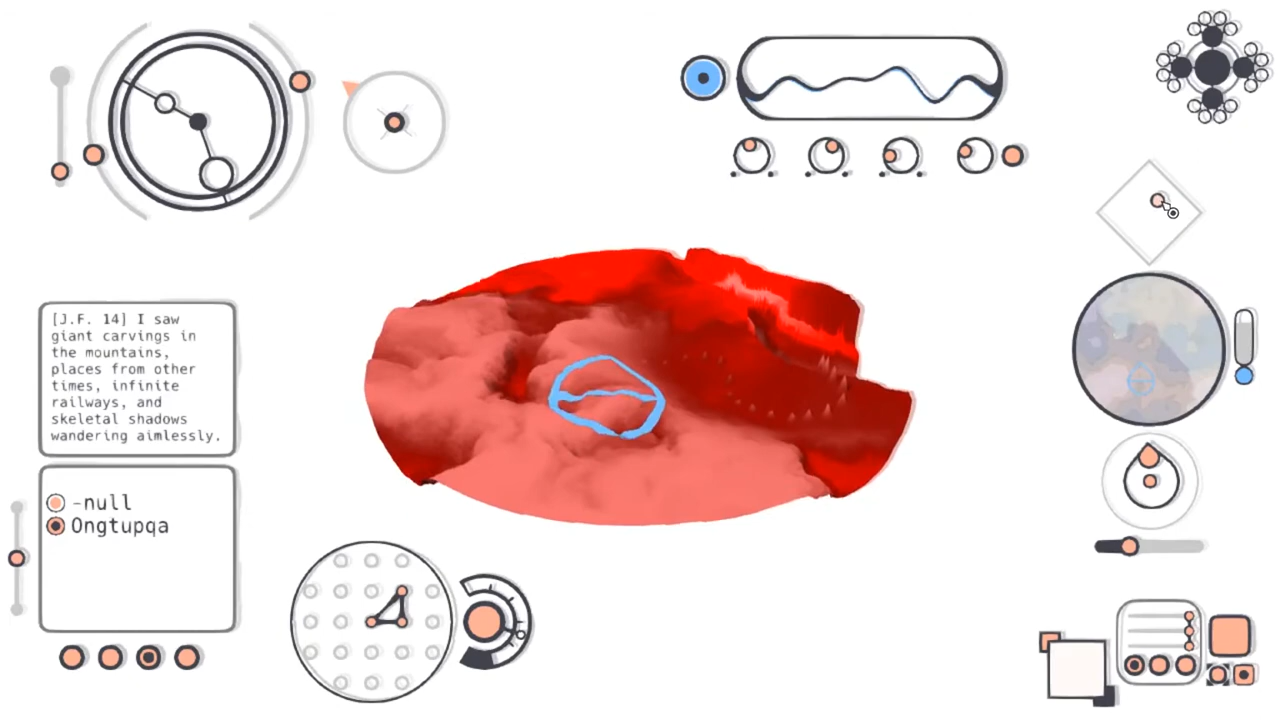 [J.F. 14] I saw
giant carvings in
the mountains,
places from other
times, infinite
railways, and
skeletal shadows
wandering aimlessly.
-null
Ongtupqa